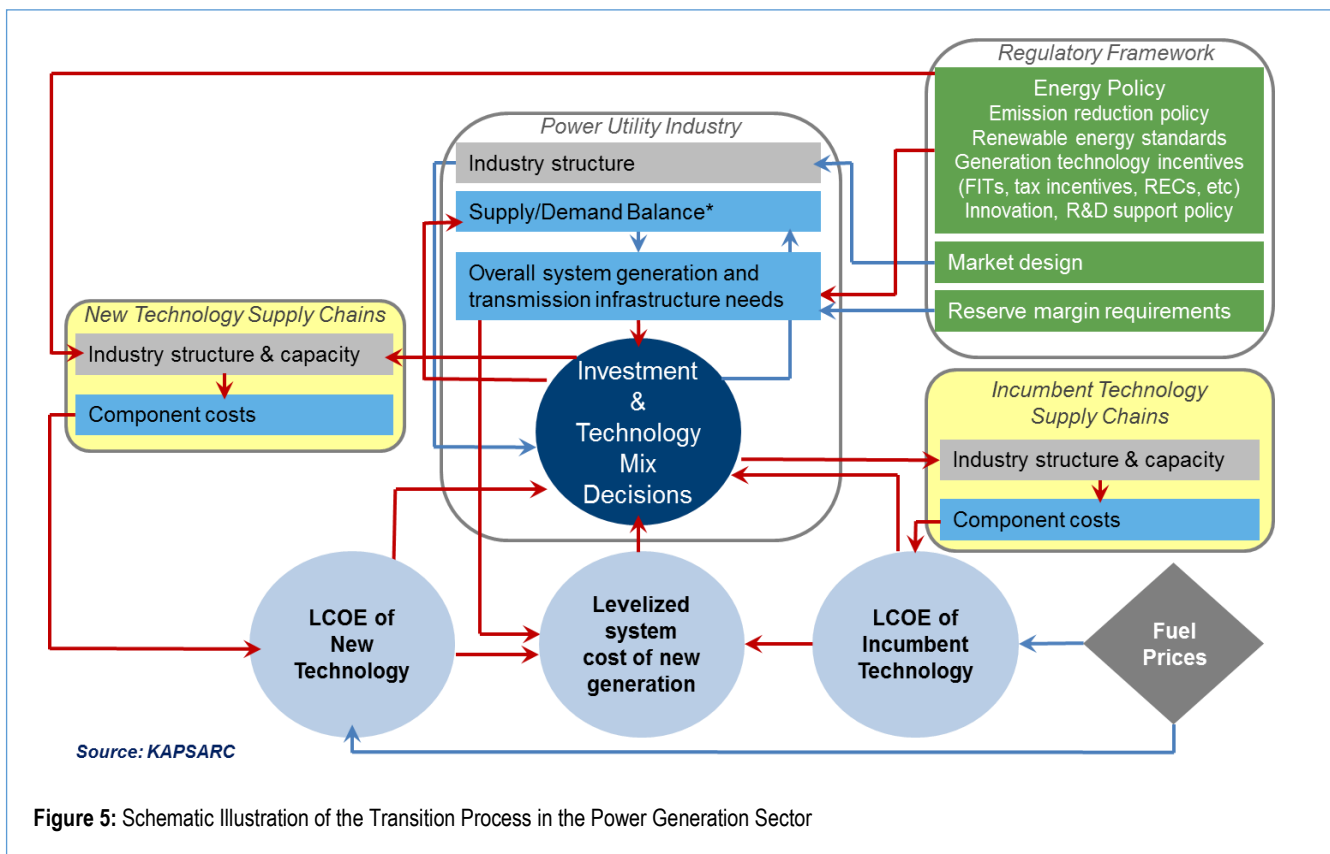 Regulatory Framework
Energy Policy
Emission reduction policy
Renewable energy standards
Generation technology incentives
(FITs, tax incentives, RECs, etc)
Innovation, R&D support policy
Market design
Reserve margin requirements
Power Utility Industry
Industry structure
Supply/Demand Balance*
Overall system generation and
transmission infrastructure needs
Investment
&
Technology
Mix
Decisions
New Technology Supply Chains
Industry structure & capacity
Component costs
Incumbent Technology
Supply Chains
Industry structure & capacity
Component costs
LCOE of
New
Technology
Levelized
system
cost of new
generation
LCOE of
Incumbent
Technology
Fuel
Prices
Source: KAPSARC
Figure 5: Schematic Illustration of the Transition Process in the Power Generation Sector